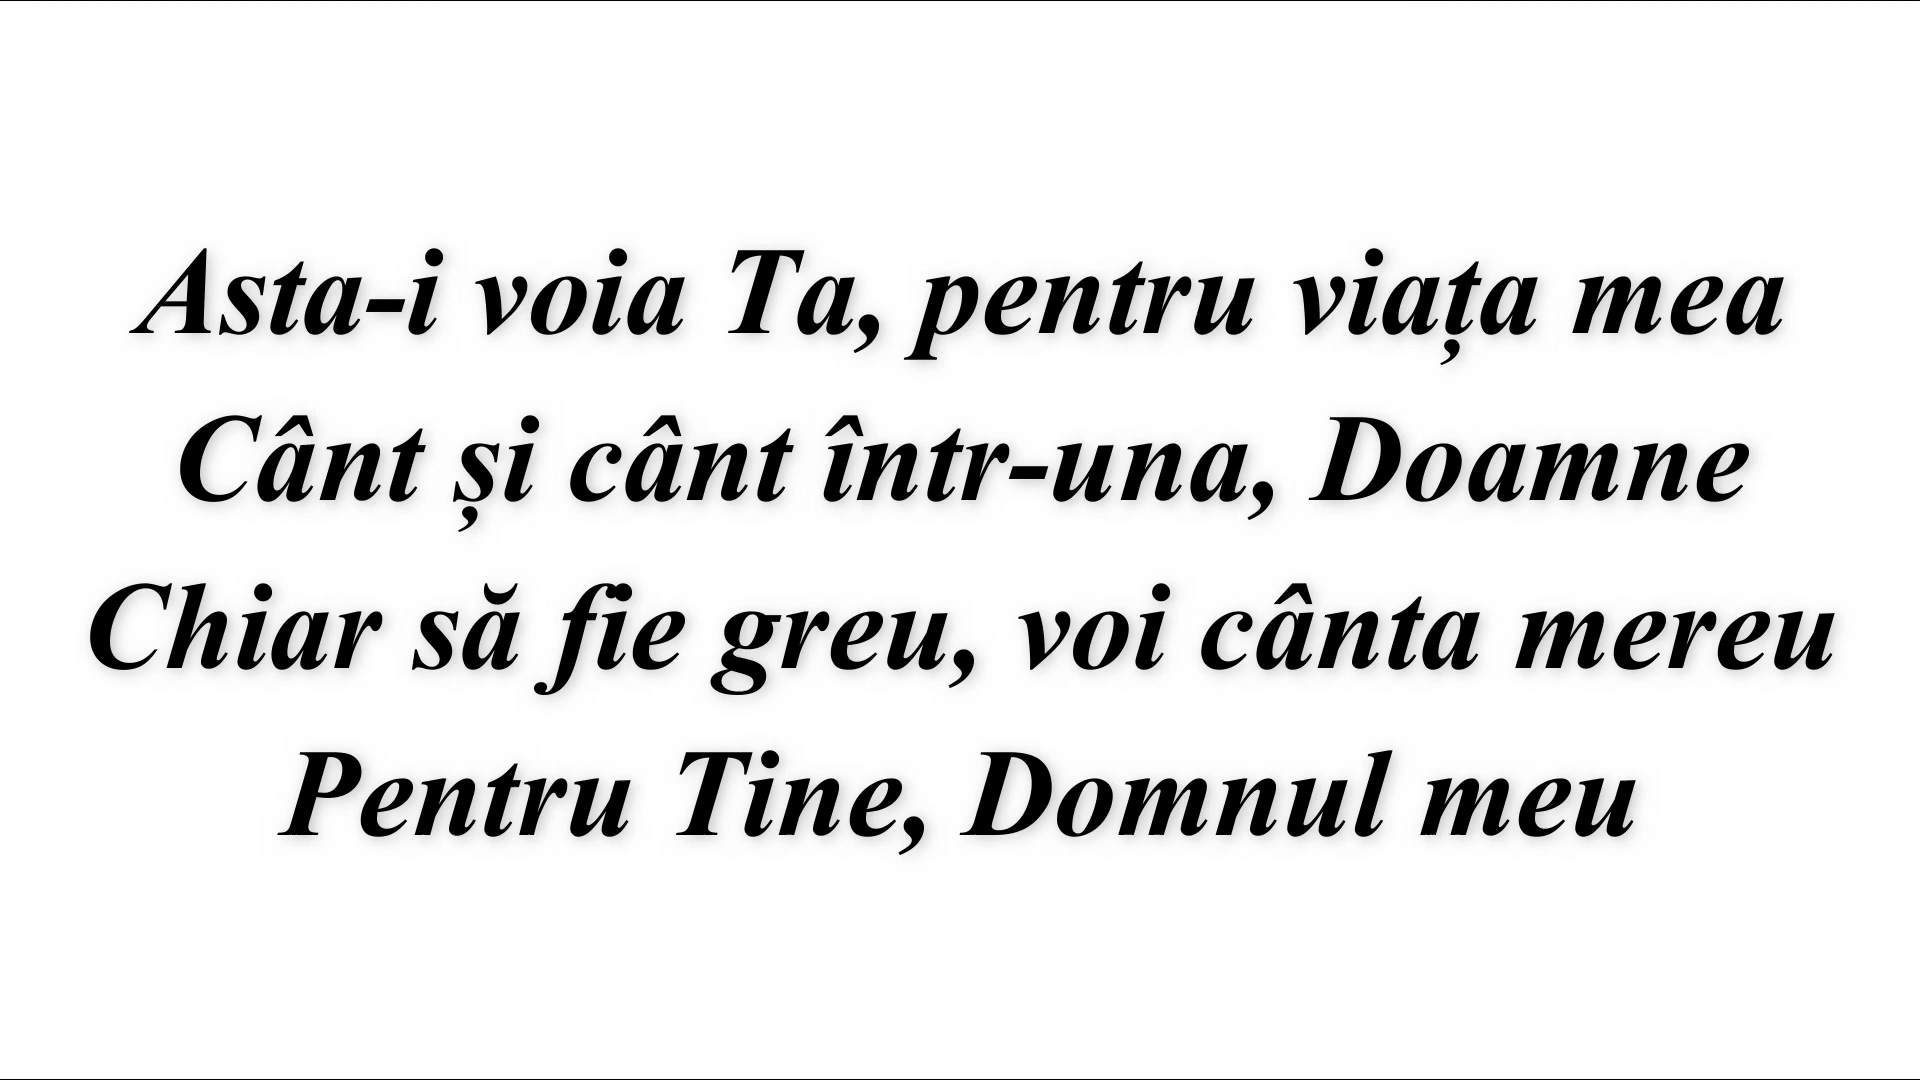 Asta-i voia Ta, pentru viața mea
Cânt și cânt într-una, Doamne
Chiar să fie greu, voi cânta mereu
Pentru Tine, Domnul meu